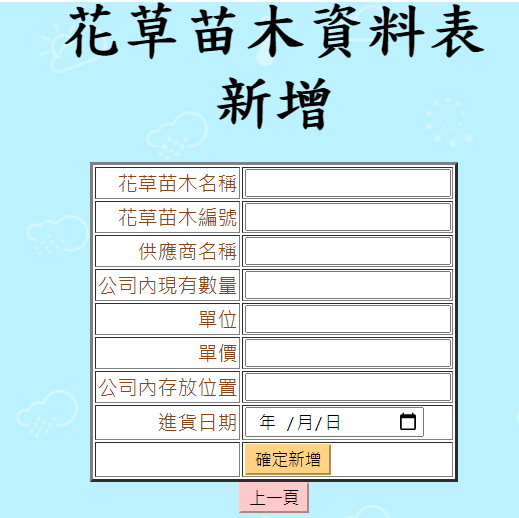 花草苗木資料表
新增
花草苗木名稱
花草苗木編號
供應商名稱
公司內現有數量
單位
單價
公司內存放位置
進貨日期 年 /月/日
確定新增
上一頁